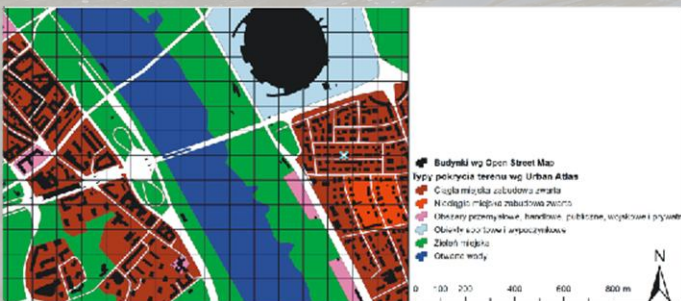 Budynki wg Open Street Map
Typy pokrycia terenu wg Urban Atlas
Ciągła miejska zabudowa zwarta
Nieciągła miejska zabudowa zwarta
Obszary przemysłowe, handlowe, publiczne, wojskowe i prywatn
Obiekty sportowe i wypoczynkowe
Zieleń miejska
Otwarte wody
N
0 100 200 400 600 800 m